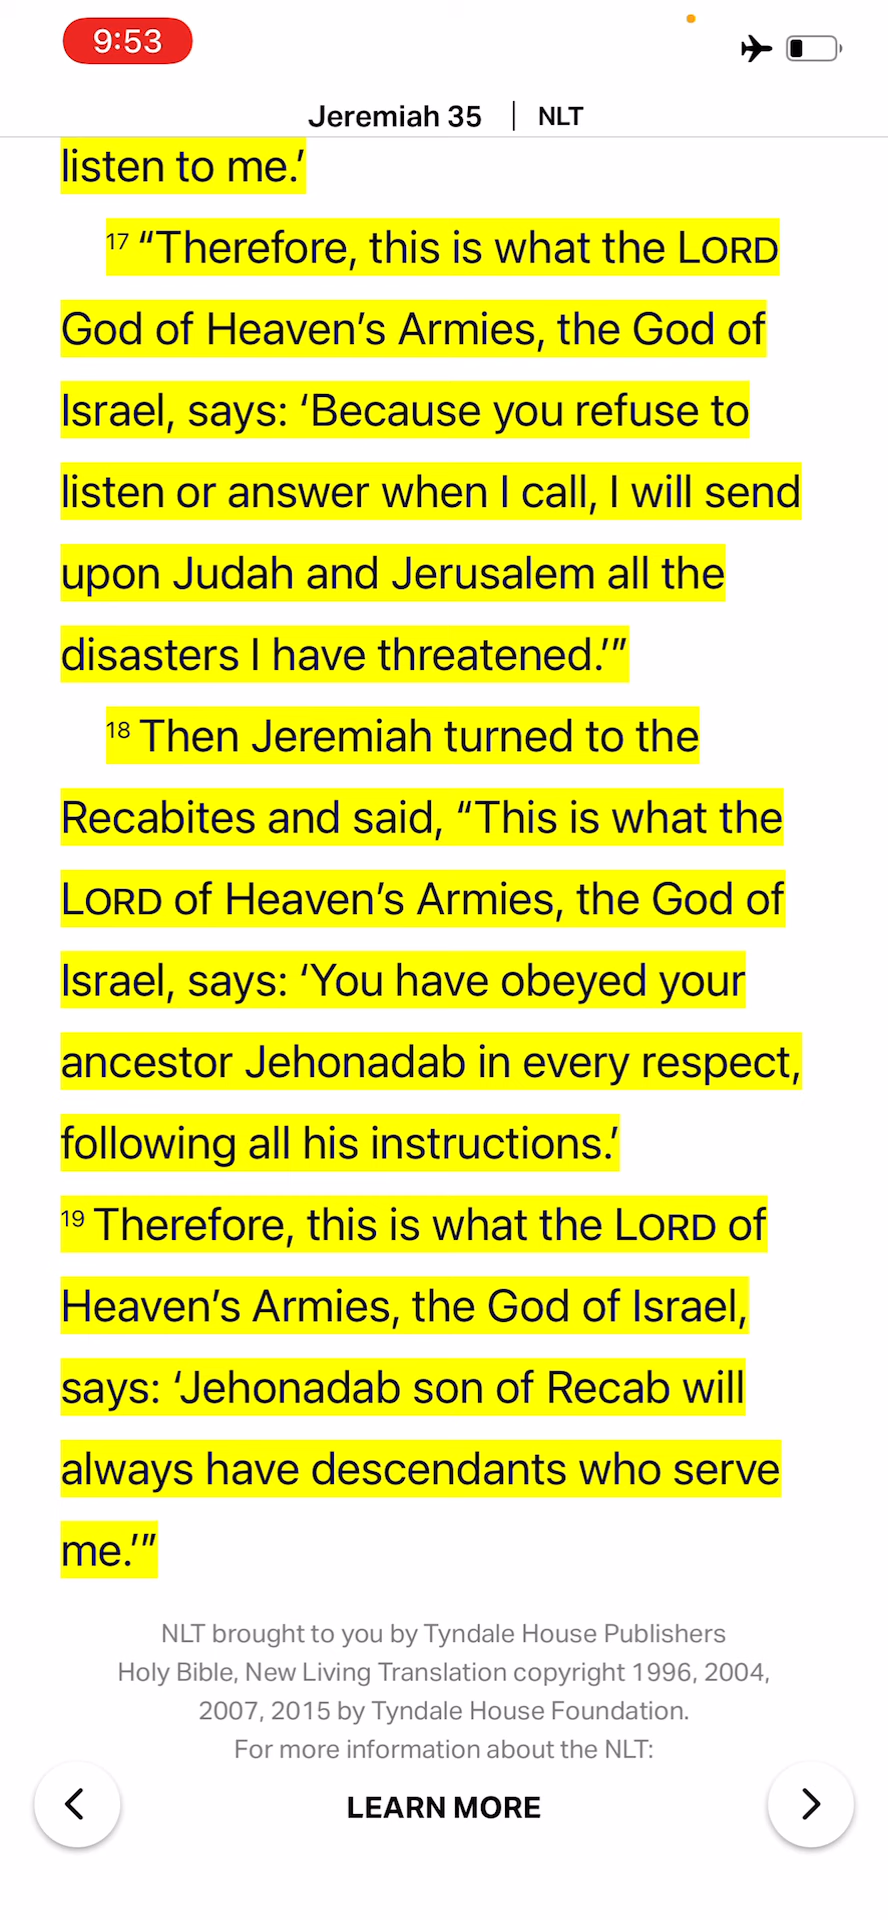 9:53
Jeremiah 35 | NLT
listen to me.’
17 “Therefore, this is what the LORD
God of Heaven’s Armies, the God of
Israel, says: ‘Because you refuse to
listen or answer when I call, I will send
upon Judah and Jerusalem all the
disasters I have threatened.’”
18 Then Jeremiah turned to the
Recabites and said, “This is what the
LORD of Heaven’s Armies, the God of
Israel, says: ‘You have obeyed your
ancestor Jehonadab in every respect,
following all his instructions.’
19 Therefore, this is what the LORD of
Heaven’s Armies, the God of Israel,
says: ‘Jehonadab son of Recab will
always have descendants who serve
me.’”
NLT brought to you by Tyndale House Publishers
Holy Bible, New Living Translation copyright 1996, 2004,
2007, 2015 by Tyndale House Foundation.
For more information about the NLT:
LEARN MORE